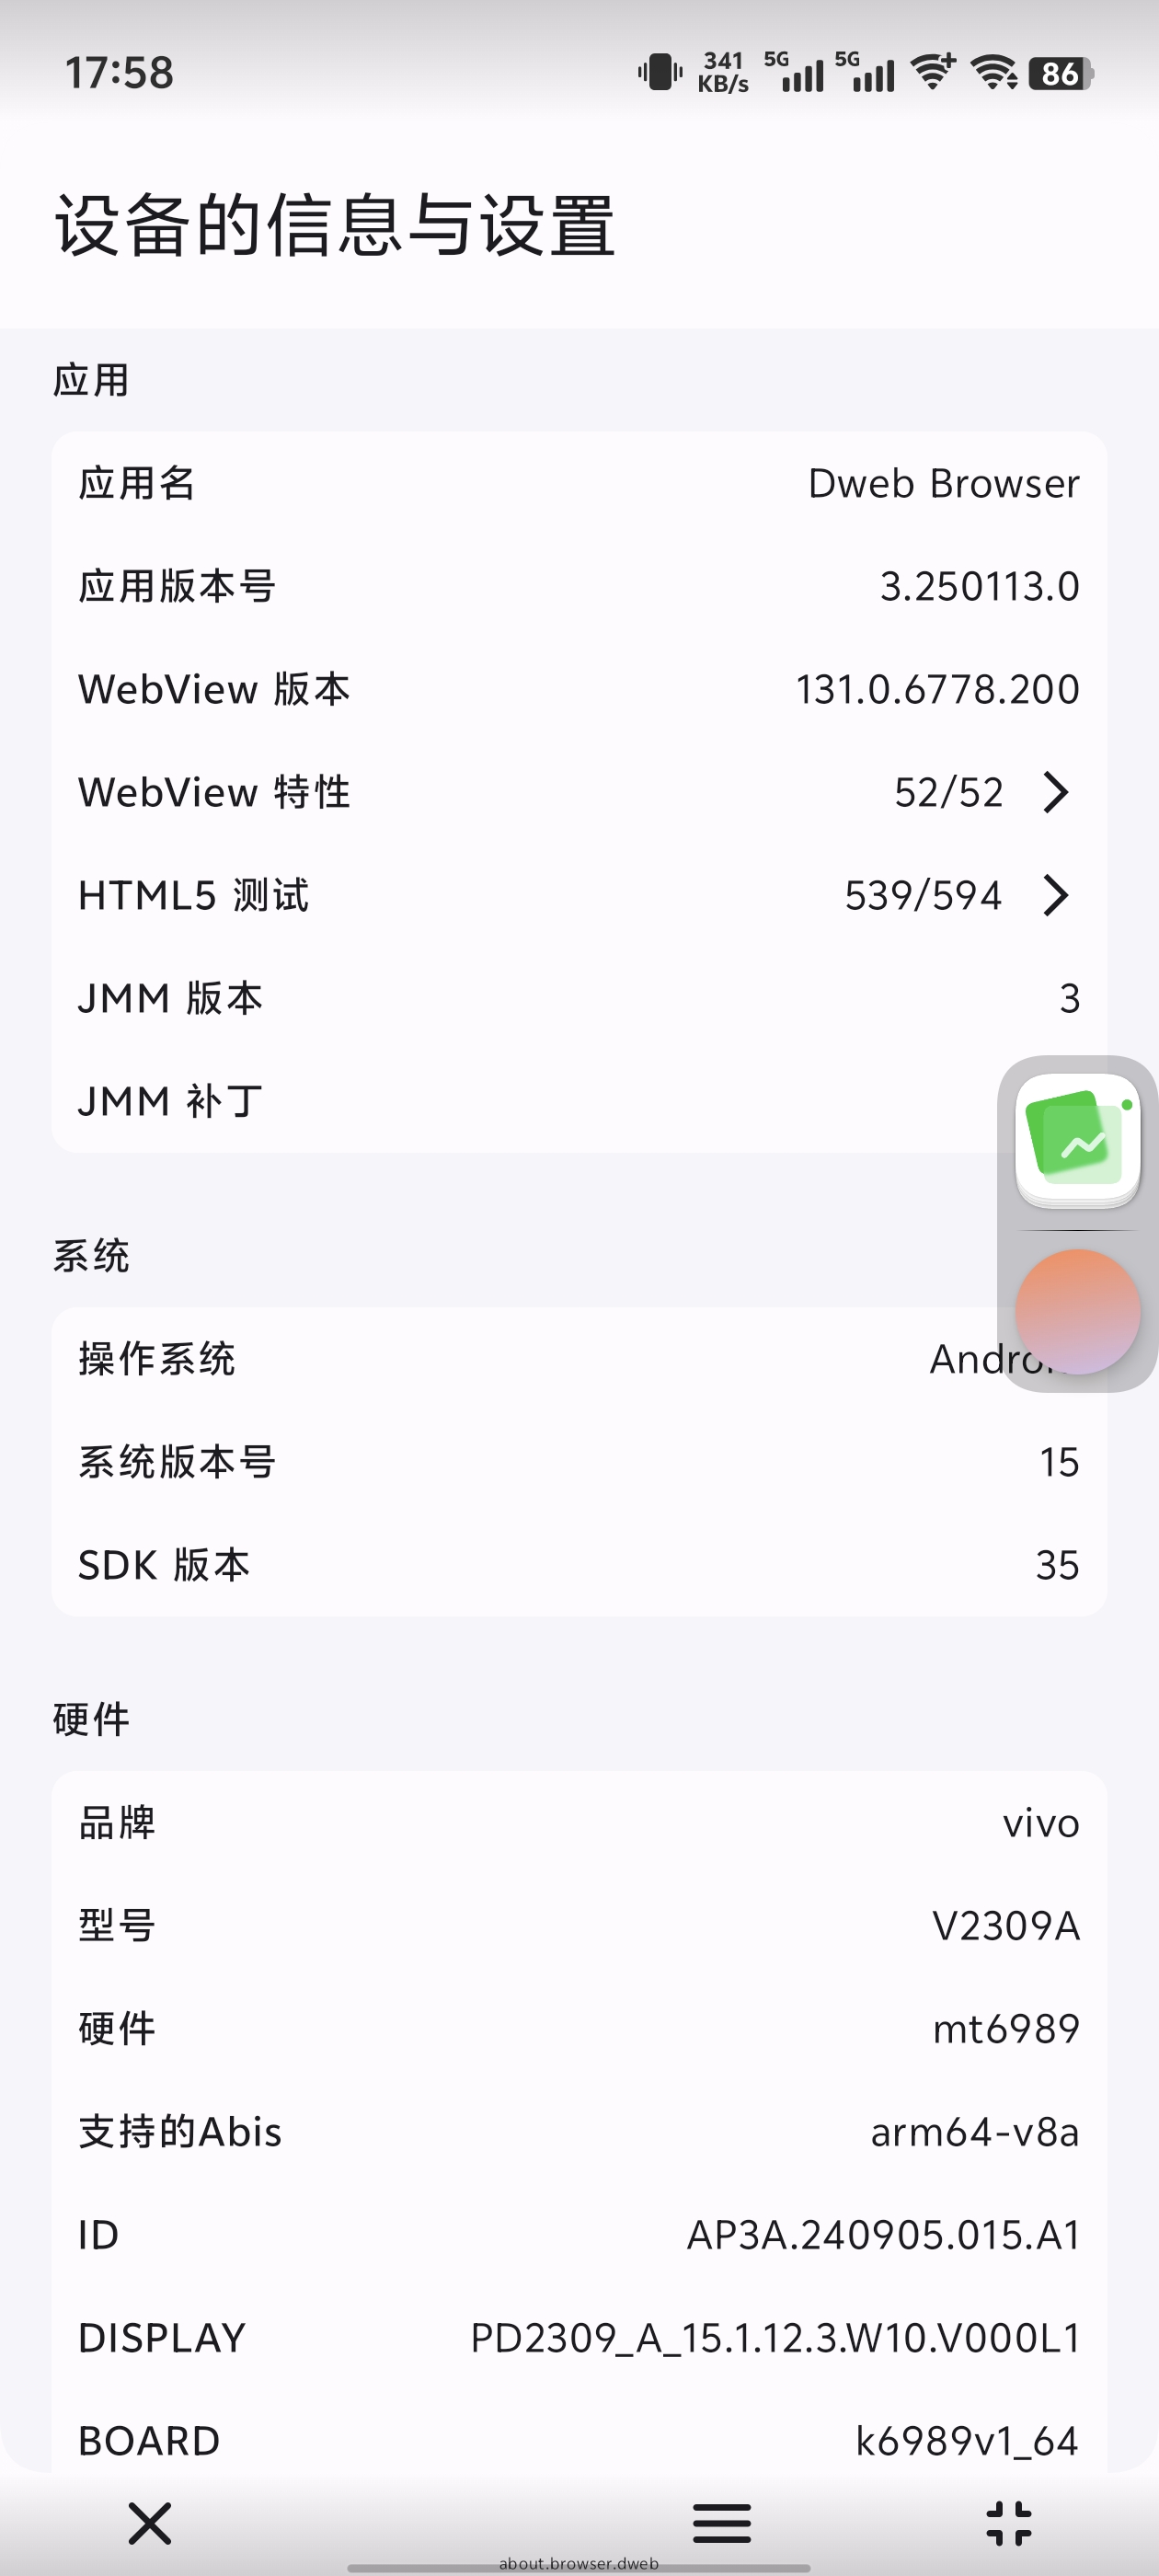 17:58
341 KB/s 5G 5G 86
设备的信息与设置
应用
应用名 Dweb Browser
应用版本号 3.250113.0
WebView 版本 131.0.6778.200
WebView 特性 52/52
HTML5 测试 539/594
JMM 版本 3
JMM 补丁
系统
操作系统
系统版本号 15
SDK 版本 35
硬件
品牌 vivo
型号 V2309A
硬件 mt6989
支持的Abis arm64-v8a
ID AP3A.240905.015.A1
DISPLAY PD2309_A_15.1.12.3.W10.V000L1
BOARD k6989v1_64
about.browser.dweb